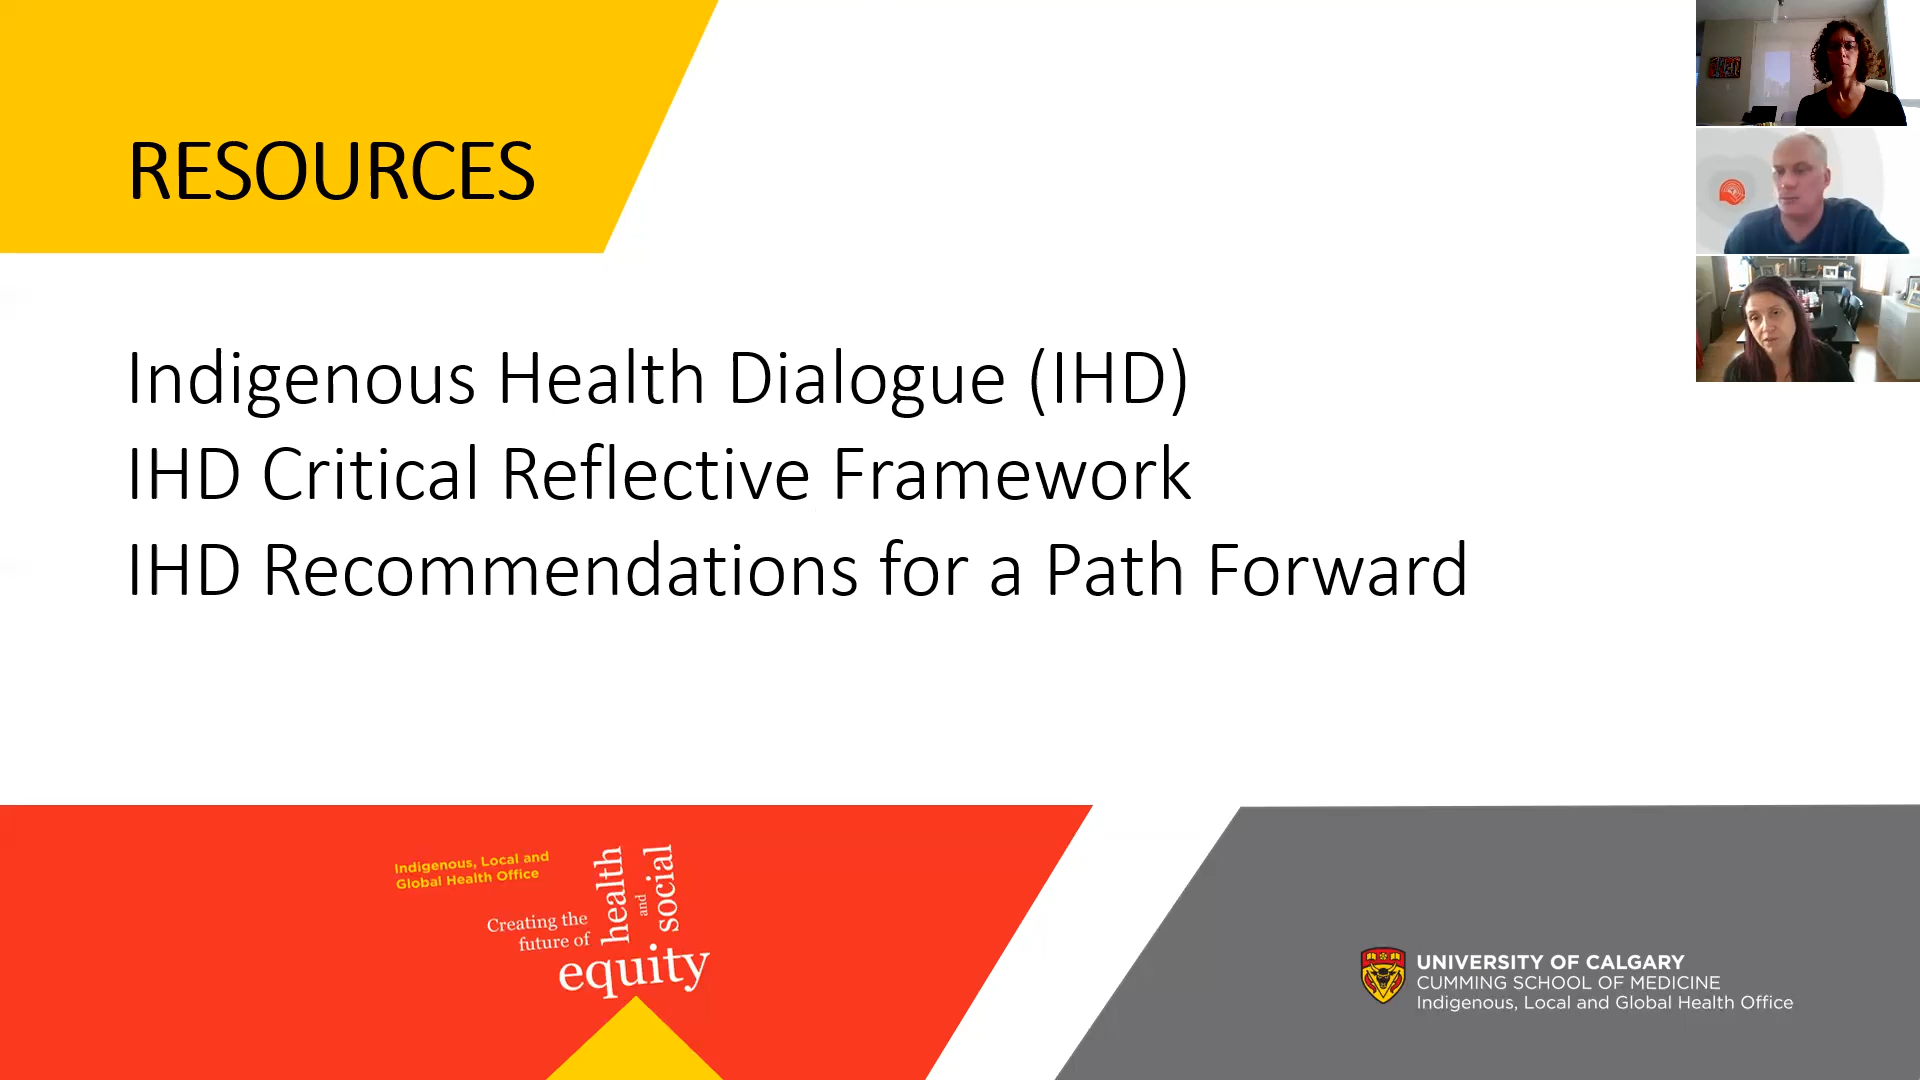 RESOURCES
Indigenous Health Dialogue (IHD)
IHD Critical Reflective Framework
IHD Recommendations for a Path Forward
Indigenous, Local and
Global Health Office
Creating the
future of
health
and
social
equity
UNIVERSITY OF CALGARY
CUMMING SCHOOL OF MEDICINE
Indigenous, Local and Global Health Office